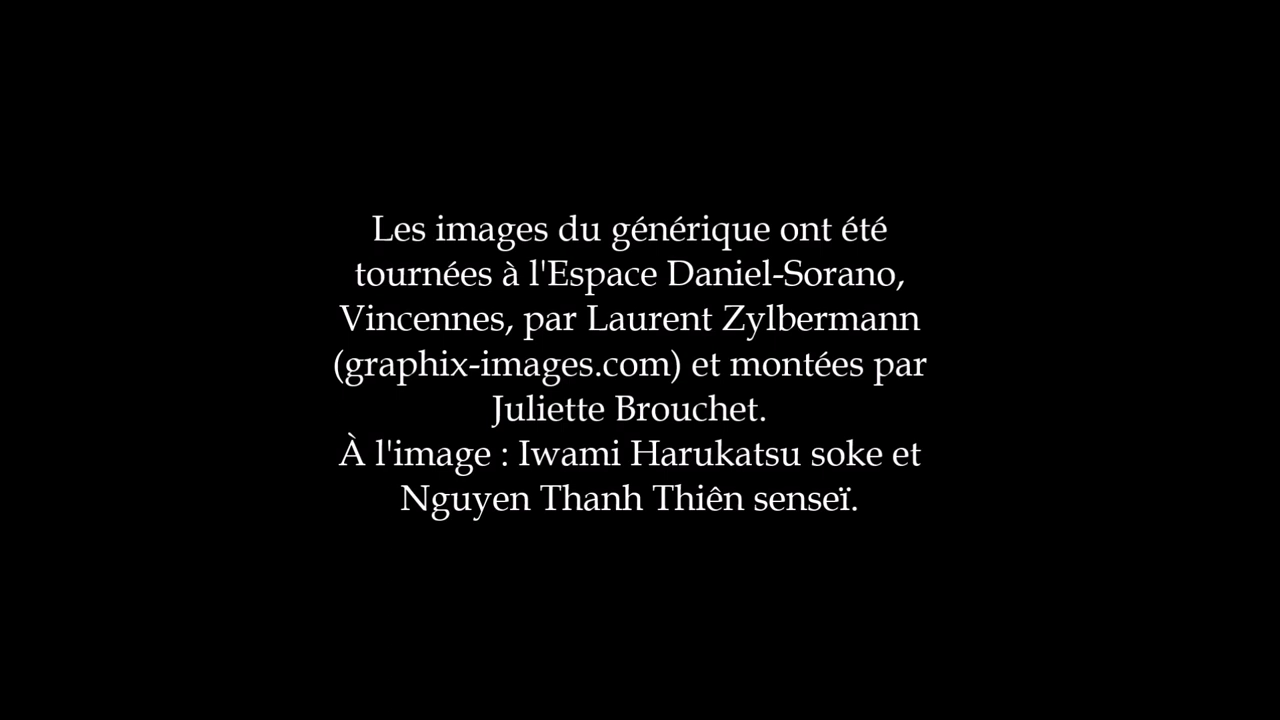 Les images du générique ont été
tournées à l'Espace Daniel-Sorano,
Vincennes, par Laurent Zylbermann
(graphix-images.com) et montées par
Juliette Brouchet.
À l'image : Iwami Harukatsu soke et
Nguyen Thanh Thiên senseï.